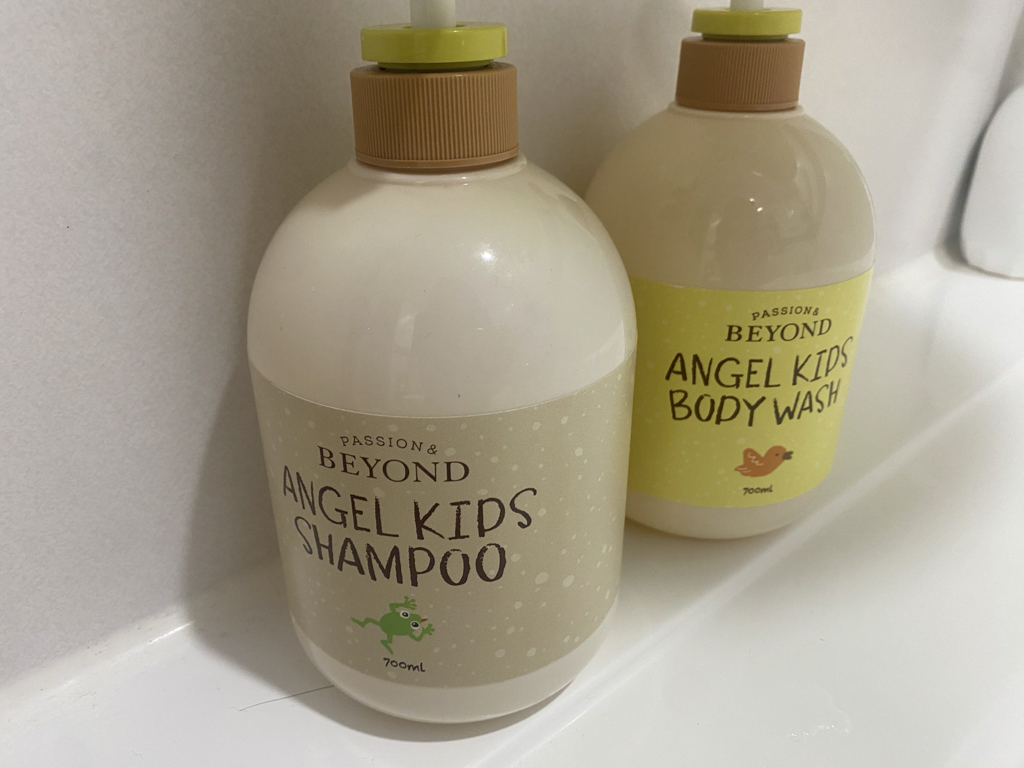 PASSION&
BEYOND
ANGEL KIDS
SHAMPOO
700ml
PASSION&
BEYOND
ANGEL KIDS
BODY WASH
700ml